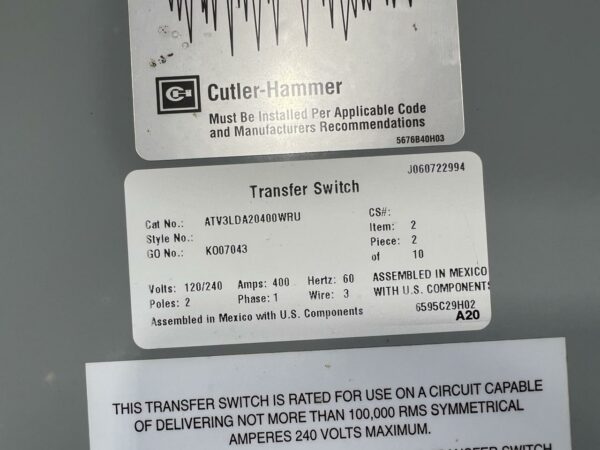 Cutler-Hammer
Must Be Installed Per Applicable Code
and Manufacturers Recommendations
5676B40H03
J060722994
Transfer Switch
Cat No.: ATV3LDA20400WRU CS#:
Style No.: Item: 2
GO No.: KO07043 Piece: 2
of 10
Volts: 120/240 Amps: 400 Hertz: 60 ASSEMBLED IN MEXICO
Poles: 2 Phase: 1 Wire: 3 WITH U.S. COMPONENTS
Assembled in Mexico with U.S. Components 6595C29H02
A20
THIS TRANSFER SWITCH IS RATED FOR USE ON A CIRCUIT CAPABLE
OF DELIVERING NOT MORE THAN 100,000 RMS SYMMETRICAL
AMPERES 240 VOLTS MAXIMUM.
TRANSFER SWITCH